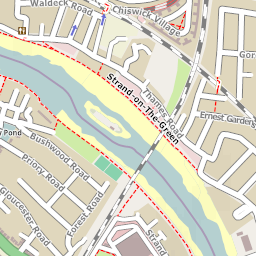 Waldeck Road
Chiswick Village
Strand-on-The-Green
Thames Road
Ernest Gardens
Pond
Bushwood Road
Priory Road
Gloucester Road
Forest Road
Strand